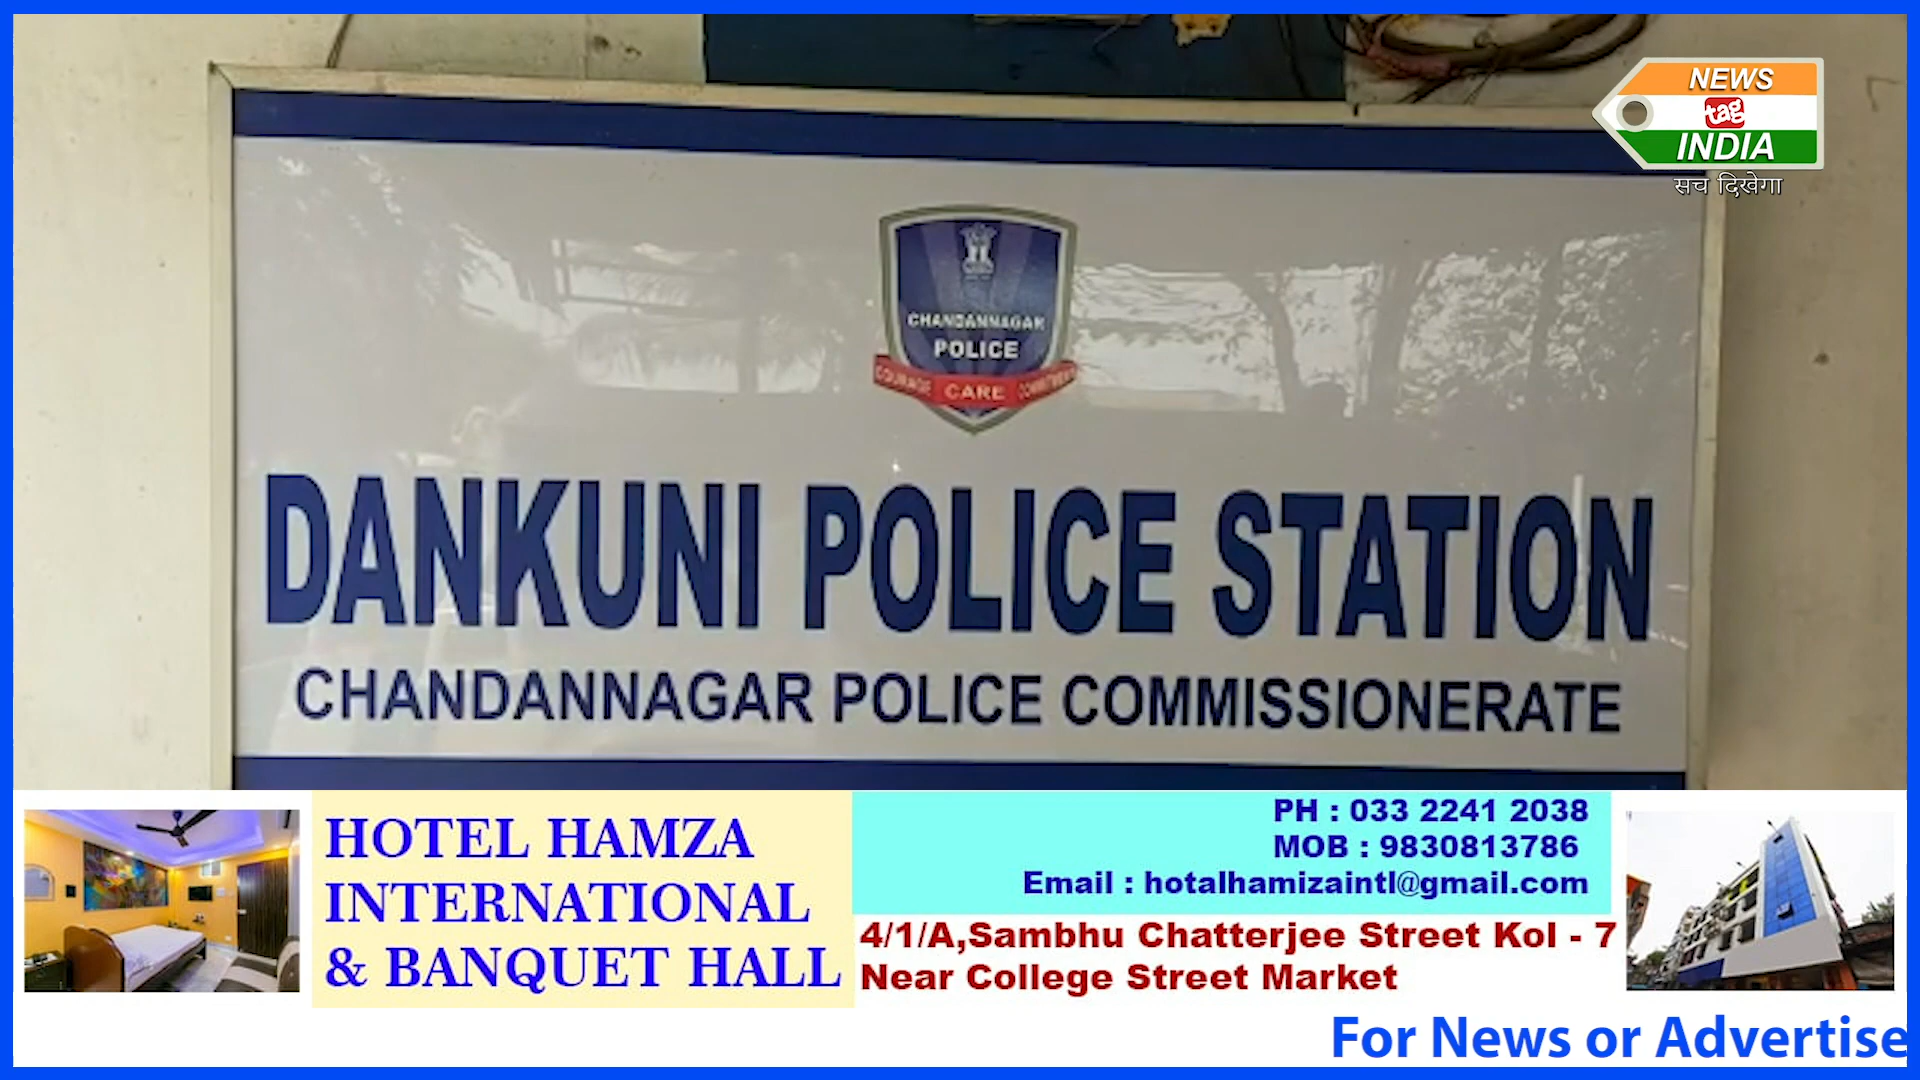 NEWS
tag
INDIA
सच दिखेगा
CHANDANNAGAR
POLICE
COURAGE CARE COMMITMENT
DANKUNI POLICE STATION
CHANDANNAGAR POLICE COMMISSIONERATE
HOTEL HAMZA
INTERNATIONAL
& BANQUET HALL
PH : 033 2241 2038
MOB : 9830813786
Email : hotalhamizaintl@gmail.com
4/1/A,Sambhu Chatterjee Street Kol - 7
Near College Street Market
For News or Advertise